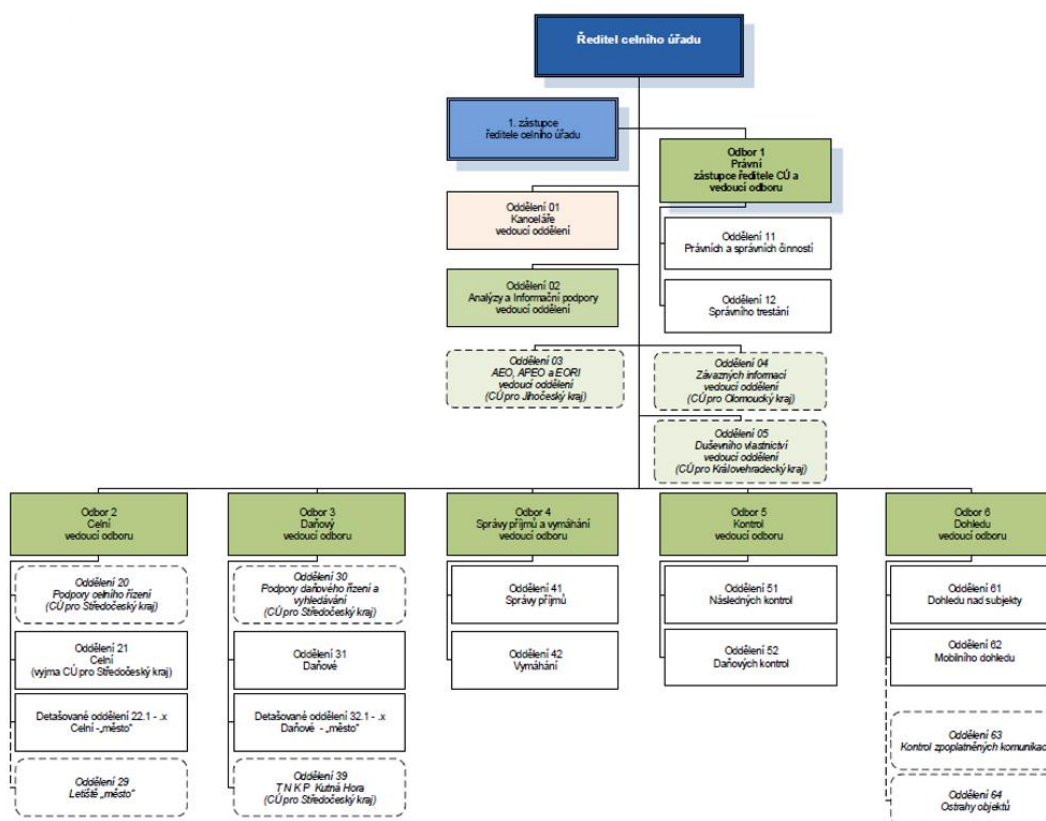 Ředitel celního úřadu
1. zástupce
ředitele celního úřadu
Odbor 1
Právní
zástupce ředitele CÚ a
vedoucí odboru
Oddělení 01
Kanceláře
vedoucí oddělení
Oddělení 11
Právních a správních činností
Oddělení 02
Analýzy a Informační podpory
vedoucí oddělení
Oddělení 12
Správního trestání
Oddělení 03
AEO, APEO a EORI
vedoucí oddělení
(CÚ pro Jihočeský kraj)
Oddělení 04
Závazných informací
vedoucí oddělení
(CÚ pro Olomoucký kraj)
Oddělení 05
Duševního vlastnictví
vedoucí oddělení
(CÚ pro Královehradecký kraj)
Odbor 2
Celní
vedoucí odboru
Odbor 3
Daňový
vedoucí odboru
Odbor 4
Správy příjmů a vymáhání
vedoucí odboru
Odbor 5
Kontrol
vedoucí odboru
Odbor 6
Dohledu
vedoucí odboru
Oddělení 20
Podpory celního řízení
(CÚ pro Středočeský kraj)
Oddělení 30
Podpory daňového řízení a
vyhledávání
(CÚ pro Středočeský kraj)
Oddělení 41
Správy příjmů
Oddělení 51
Následných kontrol
Oddělení 61
Dohledu nad subjekty
Oddělení 21
Celní
(vyjma CÚ pro Středočeský kraj)
Oddělení 31
Daňové
Oddělení 42
Vymáhání
Oddělení 52
Daňových kontrol
Oddělení 62
Mobilního dohledu
Detašované oddělení 22.1 - .x
Celní -„město“
Detašované oddělení 32.1 - .x
Daňové - „město“
Oddělení 63
Kontrol zpoplatněných komunikac
Oddělení 29
Letiště „město“
Oddělení 39
T N K P Kutná Hora
(CÚ pro Středočeský kraj)
Oddělení 64
Ostrahy objektů